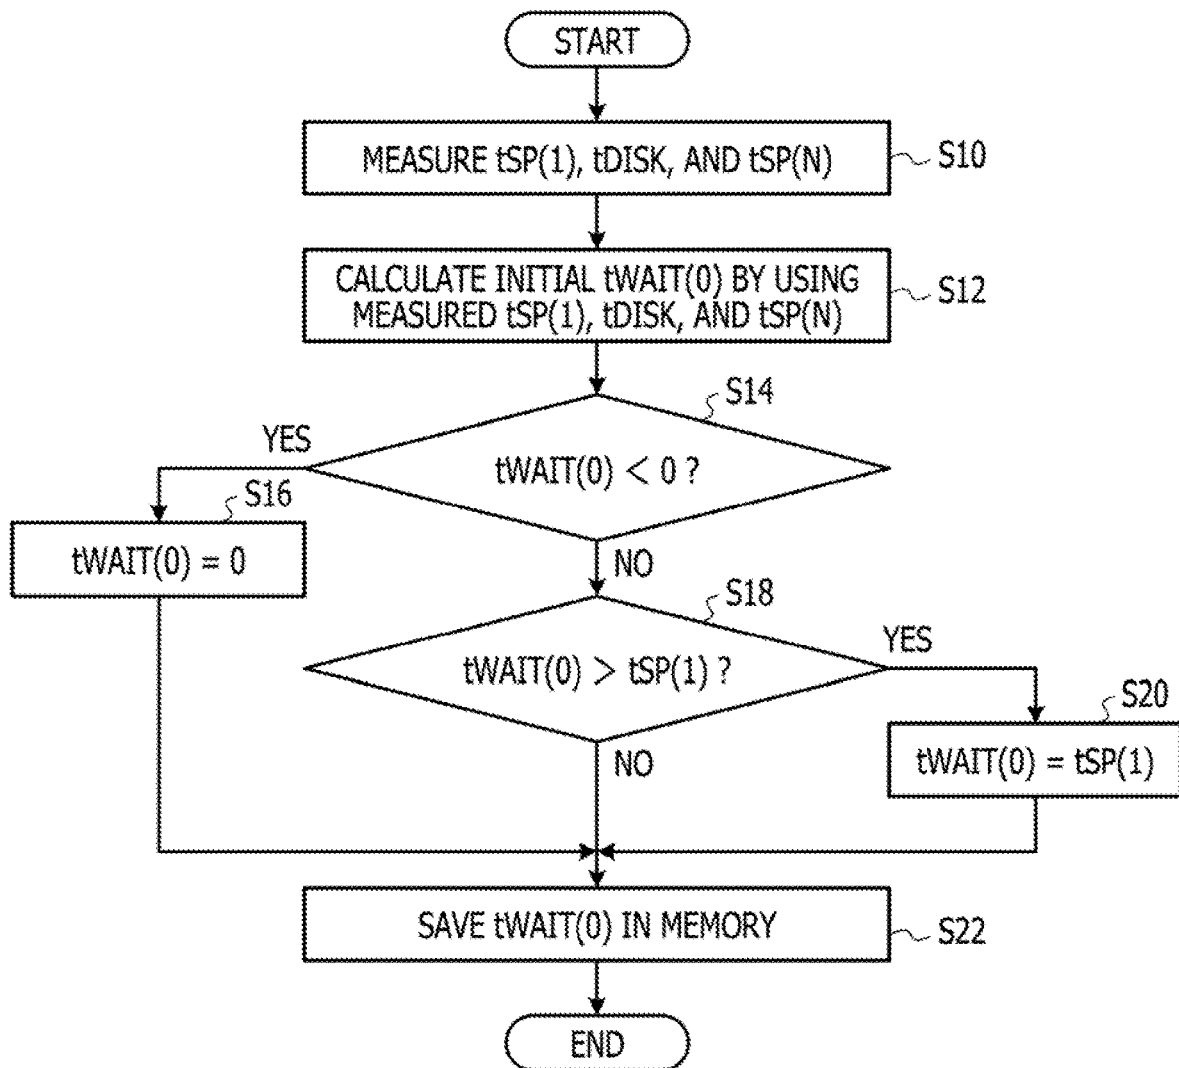 START
MEASURE tSP(1), tDISK, AND tSP(N)
S10
CALCULATE INITIAL tWAIT(0) BY USING
MEASURED tSP(1), tDISK, AND tSP(N)
S12
S14
YES
tWAIT(0) < 0 ?
S16
tWAIT(0) = 0
NO
S18
YES
tWAIT(0) > tSP(1) ?
S20
NO
tWAIT(0) = tSP(1)
SAVE tWAIT(0) IN MEMORY
S22
END